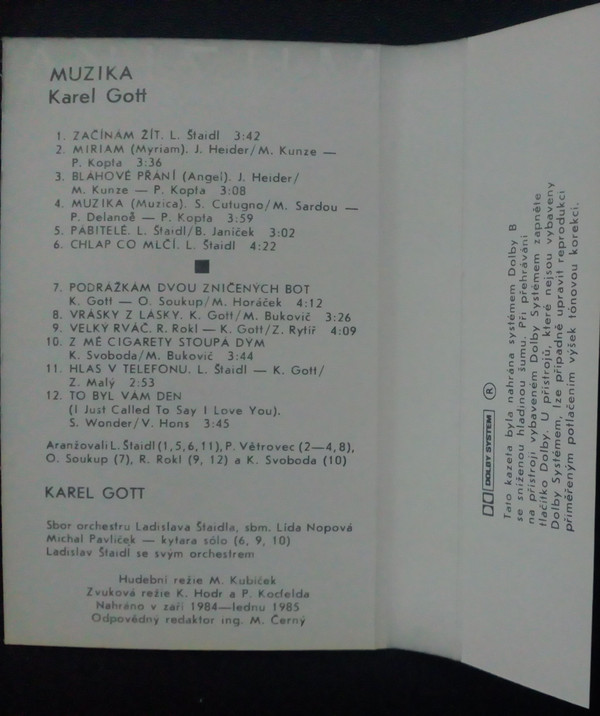 MUZIKA
Karel Gott
1. ZAČÍNÁM ŽÍT. L. Štaidl 3:42
2. MIRIAM (Myriam). J. Heider/M. Kunze —
P. Kopta 3:36
3. BLÁHOVÉ PŘÁNÍ (Angel). J. Heider/
M. Kunze — P. Kopta 3:08
4. MUZIKA (Muzica). S. Cutugno/M. Sardou —
P. Delanoě — P. Kopta 3:59
5. PÁBITELÉ. L. Štaidl/B. Janíček 3:02
6. CHLAP CO MLČÍ. L. Štaidl 4:22
7. PODRÁŽKÁM DVOU ZNIČENÝCH BOT
K. Gott — O. Soukup/M. Horáček 4:12
8. VRÁSKY Z LÁSKY. K. Gott/M. Bukovič 3:26
9. VELKÝ RVÁČ. R. Rokl — K. Gott/Z. Rytíř 4:09
10. Z MÉ CIGARETY STOUPÁ DÝM
K. Svoboda/M. Bukovič 3:44
11. HLAS V TELEFONU. L. Štaidl — K. Gott/
Z. Malý 2:53
12. TO BYL VÁM DEN
(I Just Called To Say I Love You).
S. Wonder/V. Hons 3:45
Aranžovali L. Štaidl (1, 5, 6, 11), P. Větrovec (2—4, 8),
O. Soukup (7), R. Rokl (9, 12) a K. Svoboda (10)
KAREL GOTT
Sbor orchestru Ladislava Štaidla, sbm. Lída Nopová
Michal Pavlíček — kytara sólo (6, 9, 10)
Ladislav Štaidl se svým orchestrem
Hudební režie M. Kubíček
Zvuková režie K. Hodr a P. Kocfelda
Nahráno v září 1984—lednu 1985
Odpovědný redaktor ing. M. Černý
DOLBY SYSTEM ®
Tato kazeta byla nahrána systémem Dolby B
se sníženou hladinou šumu. Při přehrávání
na přístroji vybaveném Dolby Systémem zapněte
tlačítko Dolby. U přístrojů, které nejsou vybaveny
Dolby Systémem, lze případně upravit reprodukci
přiměřeným potlačením výšek tónovou korekcí.